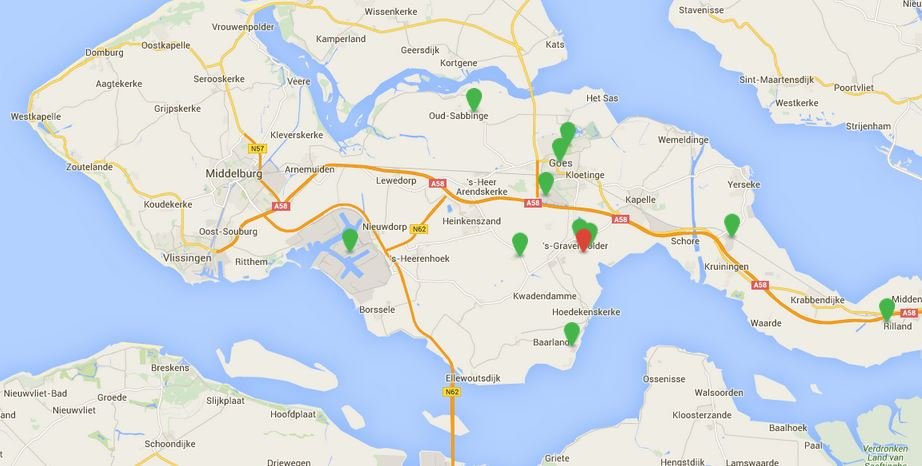 Wissenkerke
Stavenisse
Vrouwenpolder
Kamperland
Kats
Oostkapelle
Domburg
Geersdijk
Kortgene
Serooskerke
Veere
Sint-Maartensdijk
Aagtekerke
Poortvliet
Het Sas
Westkerke
Grijpskerke
Westkapelle
Oud-Sabbinge
Strijenham
Kleverskerke
Wemeldinge
N57
Goes
Zoutelande
Arnemuiden
Middelburg
Kloetinge
Lewedorp
A58
's-Heer
Arendskerke
Yerseke
Kapelle
Koudekerke
A58
A58
Heinkenszand
A58
Nieuwdorp
N62
Oost-Souburg
Schore
Vlissingen
Ritthem
's-Heerenhoek
Kruiningen
A58
Kwadendamme
Krabbendijke
Borssele
Hoedekenskerke
A58
Waarde
Rilland
Baarland
Breskens
Ellewoutsdijk
Ossenisse
N62
Nieuwvliet-Bad
Groede
Slijkplaat
Walsoorden
Nieuwvliet
Hoofdplaat
Kloosterzande
Baalhoek
Schoondijke
Paal
Griete
Driewegen
Hengstdijk
Lamswaarde
Verdronken
Land van